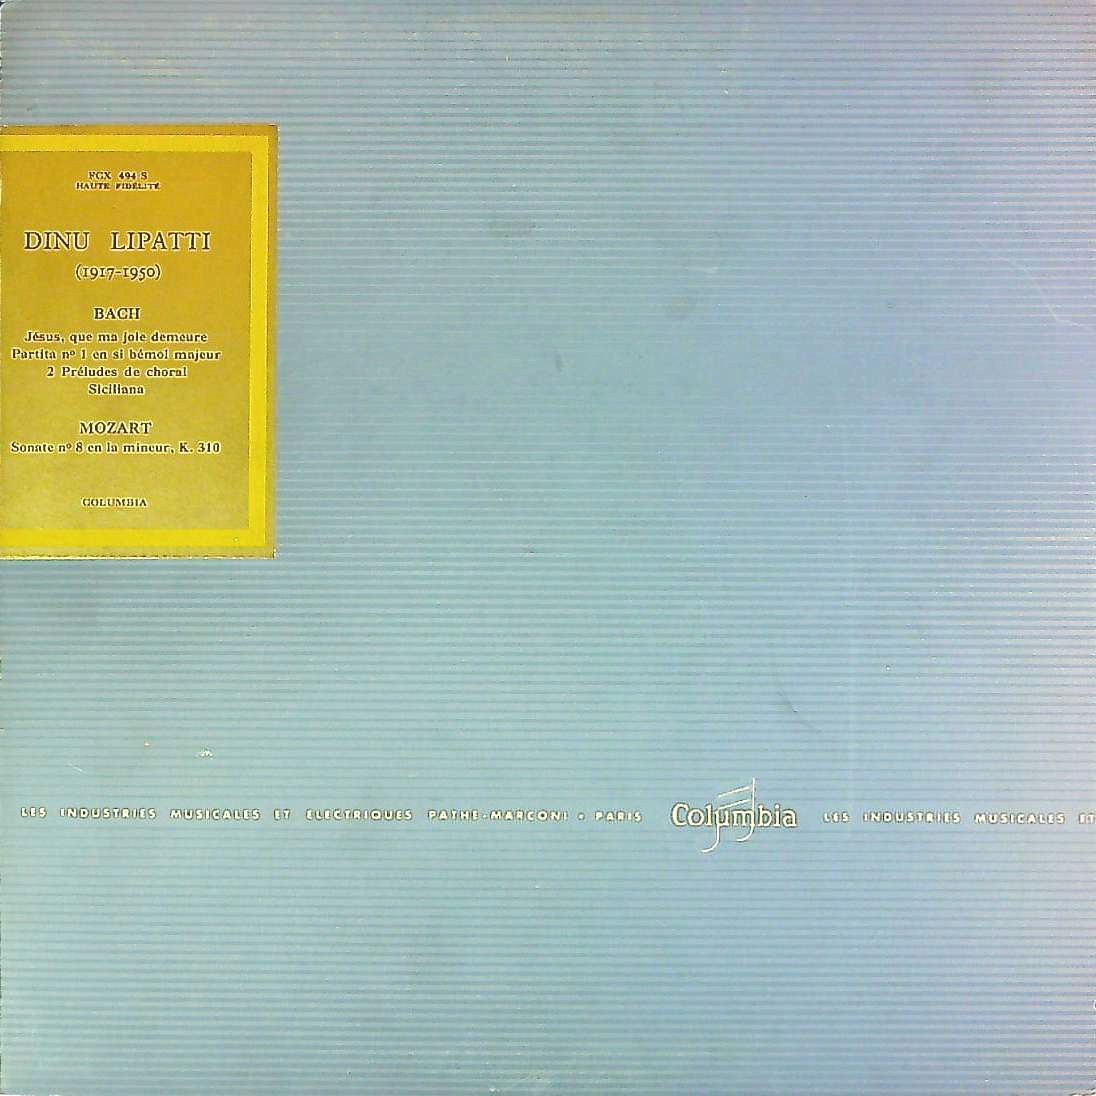 FCX 494 S
HAUTE FIDÉLITÉ
DINU LIPATTI
(1917-1950)
BACH
Jésus, que ma joie demeure
Partita nº 1 en si bémol majeur
2 Préludes de choral
Siciliana
MOZART
Sonate nº 8 en la mineur, K. 310
COLUMBIA
LES INDUSTRIES MUSICALES ET ELECTRIQUES PATHE-MARCONI • PARIS Columbia LES INDUSTRIES MUSICALES ET